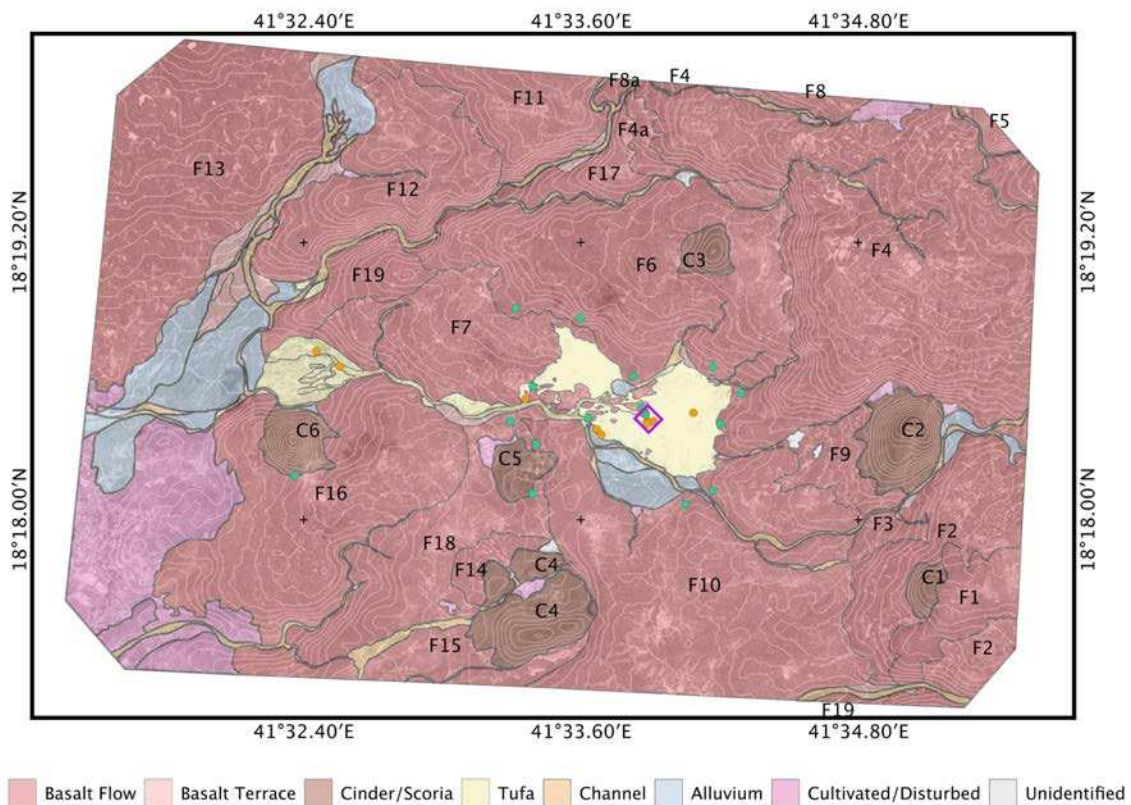 41°32.40′E 41°33.60′E 41°34.80′E
F8a F4
F11 F8
F5
F4a
F13
F17
F12
18°19.20′N 18°19.20′N
F4
C3
F6
F19
F7
C6 C2
C5 F9
F16
18°18.00′N 18°18.00′N
F3 F2
F18
C4
F14 C1
F10 F1
C4
F15 F2
F19
41°32.40′E 41°33.60′E 41°34.80′E
Basalt Flow Basalt Terrace Cinder/Scoria Tufa Channel Alluvium Cultivated/Disturbed Unidentified